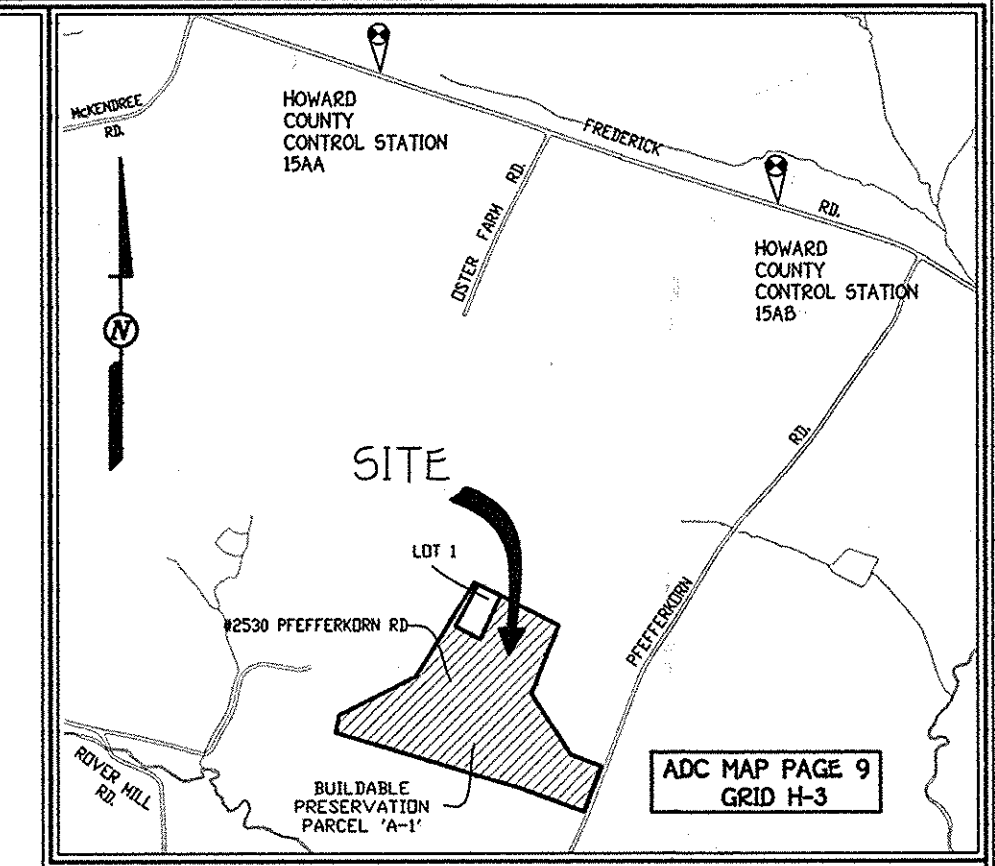 HOWARD
COUNTY
CONTROL STATION
15AA
McKENDREE
RD.
FREDERICK
RD.
OSTER FARM RD.
HOWARD
COUNTY
CONTROL STATION
15AB
N
SITE
LOT 1
#2530 PFEFFERKORN RD
PFEFFERKORN
RD.
ROVER MILL
RD.
BUILDABLE
PRESERVATION
PARCEL 'A-1'
ADC MAP PAGE 9
GRID H-3